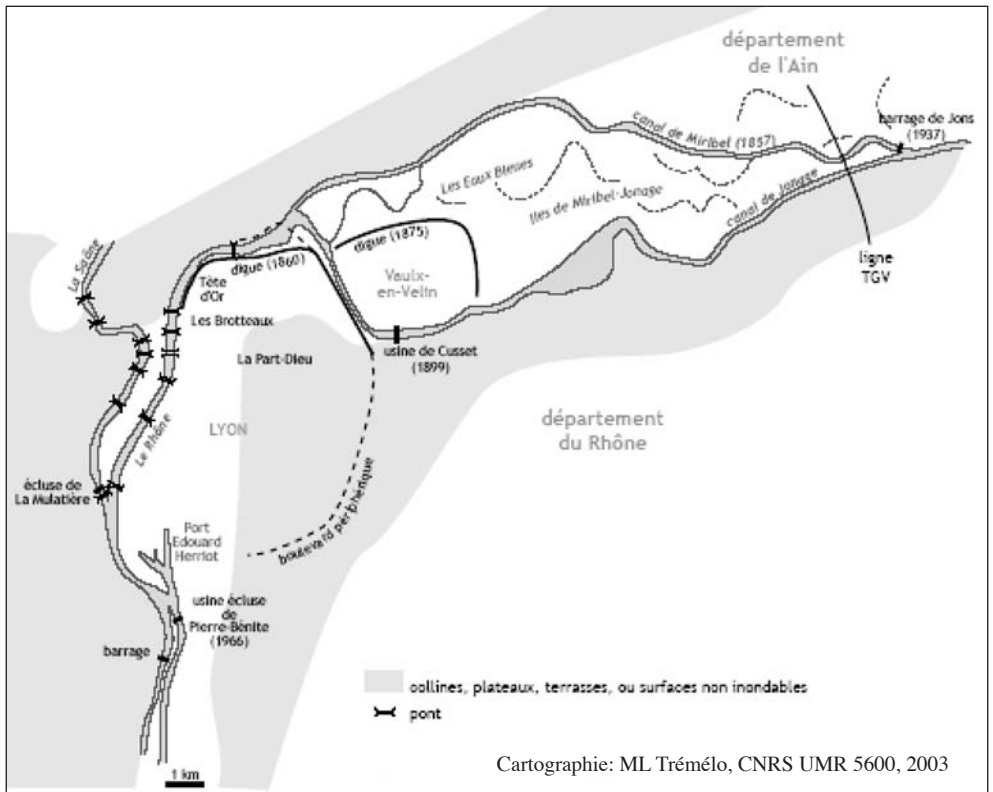 département
de l'Ain
barrage de Jons
(1937)
canal de Miribel (1857)
Les Eaux Bleues
Iles de Miribel-Jonage
canal de Jonage
ligne
TGV
La Saône
digue (1860)
digue (1875)
Vaulx-
en-Velin
Tête
d'Or
Les Brotteaux
La Part-Dieu
usine de Cusset
(1899)
département
du Rhône
LYON
Le Rhône
écluse de
La Mulatière
boulevard périphérique
Port
Edouard
Herriot
usine écluse
de
Pierre-Bénite
(1966)
barrage
collines, plateaux, terrasses, ou surfaces non inondables
pont
1 km
Cartographie: ML Trémélo, CNRS UMR 5600, 2003